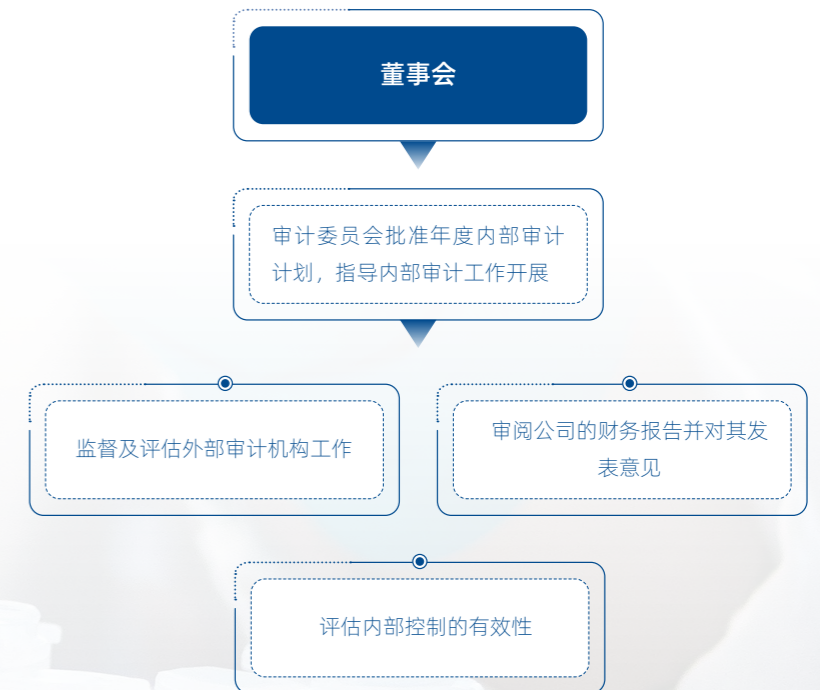 董事会
审计委员会批准年度内部审计
计划，指导内部审计工作开展
监督及评估外部审计机构工作
审阅公司的财务报告并对其发
表意见
评估内部控制的有效性